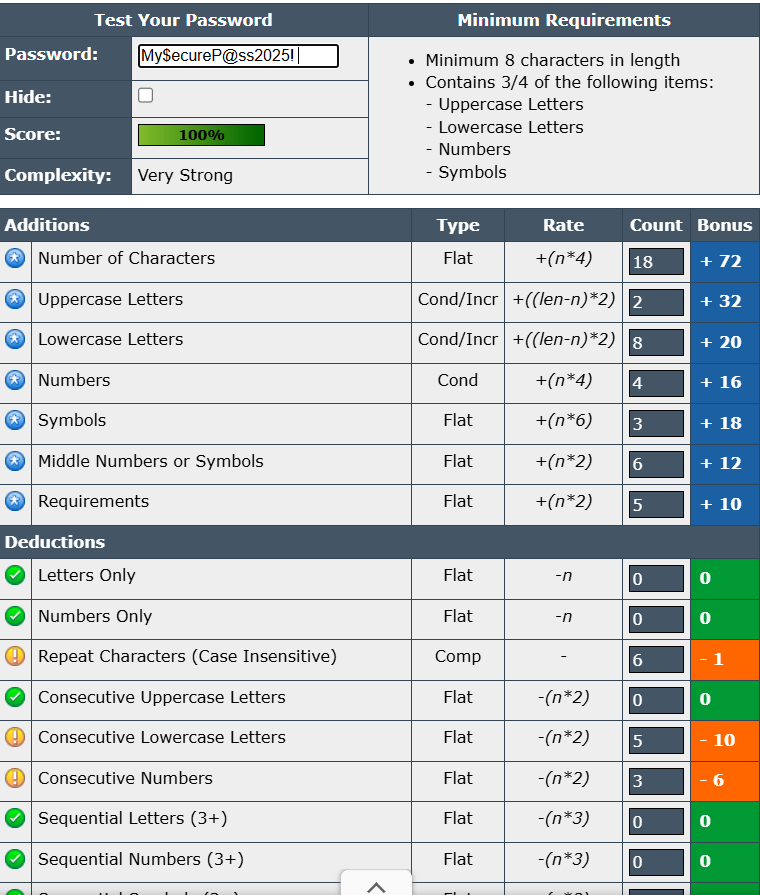 Test Your Password
Minimum Requirements
Password: My$ecureP@ss2025!
Hide:
Score: 100%
Complexity: Very Strong
• Minimum 8 characters in length
• Contains 3/4 of the following items:
- Uppercase Letters
- Lowercase Letters
- Numbers
- Symbols
Additions Type Rate Count Bonus
Number of Characters Flat +(n*4) 18 + 72
Uppercase Letters Cond/Incr +((len-n)*2) 2 + 32
Lowercase Letters Cond/Incr +((len-n)*2) 8 + 20
Numbers Cond +(n*4) 4 + 16
Symbols Flat +(n*6) 3 + 18
Middle Numbers or Symbols Flat +(n*2) 6 + 12
Requirements Flat +(n*2) 5 + 10
Deductions
Letters Only Flat -n 0 0
Numbers Only Flat -n 0 0
Repeat Characters (Case Insensitive) Comp - 6 - 1
Consecutive Uppercase Letters Flat -(n*2) 0 0
Consecutive Lowercase Letters Flat -(n*2) 5 - 10
Consecutive Numbers Flat -(n*2) 3 - 6
Sequential Letters (3+) Flat -(n*3) 0 0
Sequential Numbers (3+) Flat -(n*3) 0 0